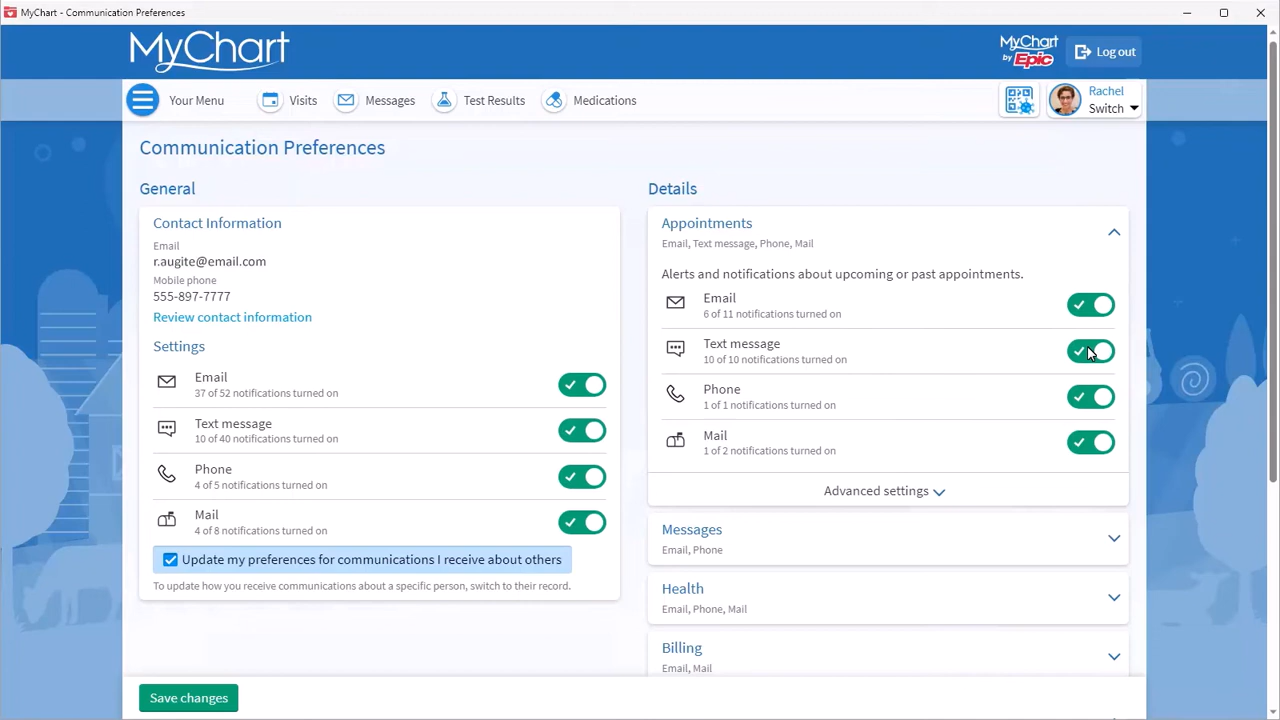 MyChart - Communication Preferences
MyChart
MyChart
by Epic
Log out
Your Menu
Visits
Messages
Test Results
Medications
Rachel
Switch
Communication Preferences
General
Contact Information
Email
r.augite@email.com
Mobile phone
555-897-7777
Review contact information
Settings
Email
37 of 52 notifications turned on
Text message
10 of 40 notifications turned on
Phone
4 of 5 notifications turned on
Mail
4 of 8 notifications turned on
Update my preferences for communications I receive about others
To update how you receive communications about a specific person, switch to their record.
Details
Appointments
Email, Text message, Phone, Mail
Alerts and notifications about upcoming or past appointments.
Email
6 of 11 notifications turned on
Text message
10 of 10 notifications turned on
Phone
1 of 1 notifications turned on
Mail
1 of 2 notifications turned on
Advanced settings
Messages
Email, Phone
Health
Email, Phone, Mail
Billing
Email, Mail
Save changes